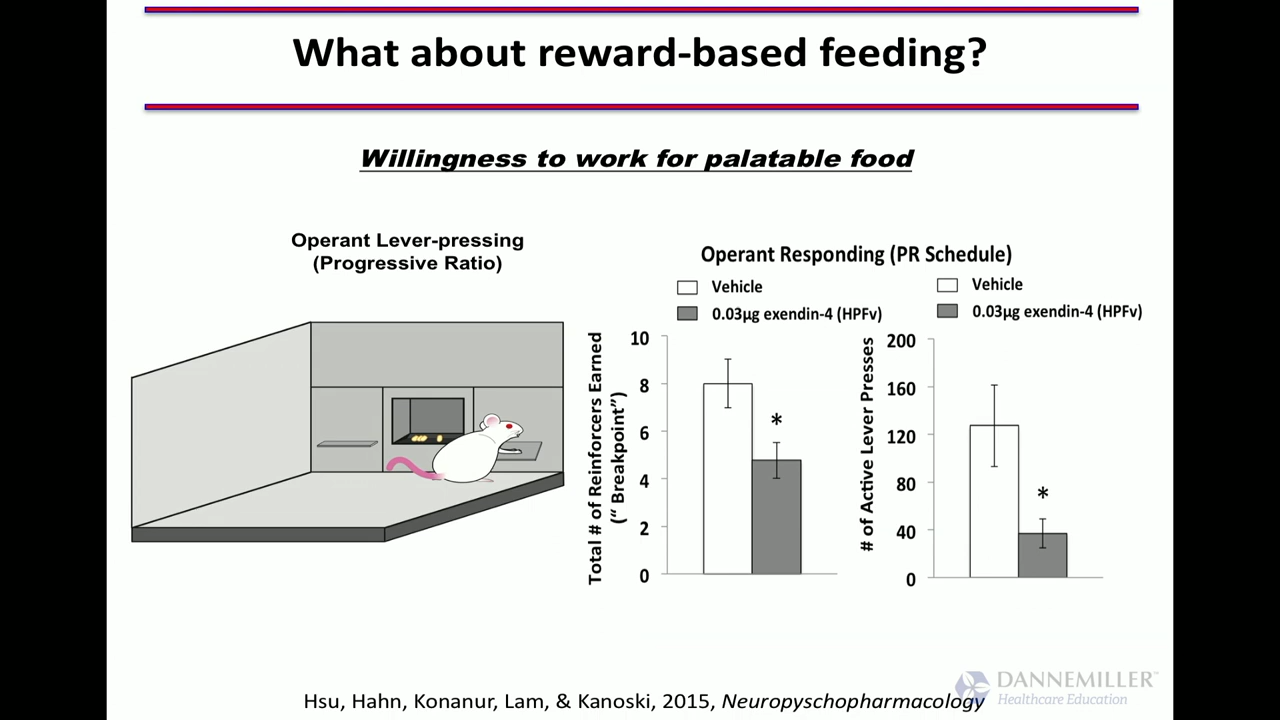 What about reward-based feeding?
Willingness to work for palatable food
Operant Lever-pressing
(Progressive Ratio)
Operant Responding (PR Schedule)
Vehicle
0.03µg exendin-4 (HPFv)
Total # of Reinforcers Earned
(“ Breakpoint”)
10
8
6
4
2
0
Vehicle
0.03µg exendin-4 (HPFv)
# of Active Lever Presses
200
160
120
80
40
0
*
*
Hsu, Hahn, Konanur, Lam, & Kanoski, 2015, Neuropyschopharmacology
DANNEMILLER™
Healthcare Education